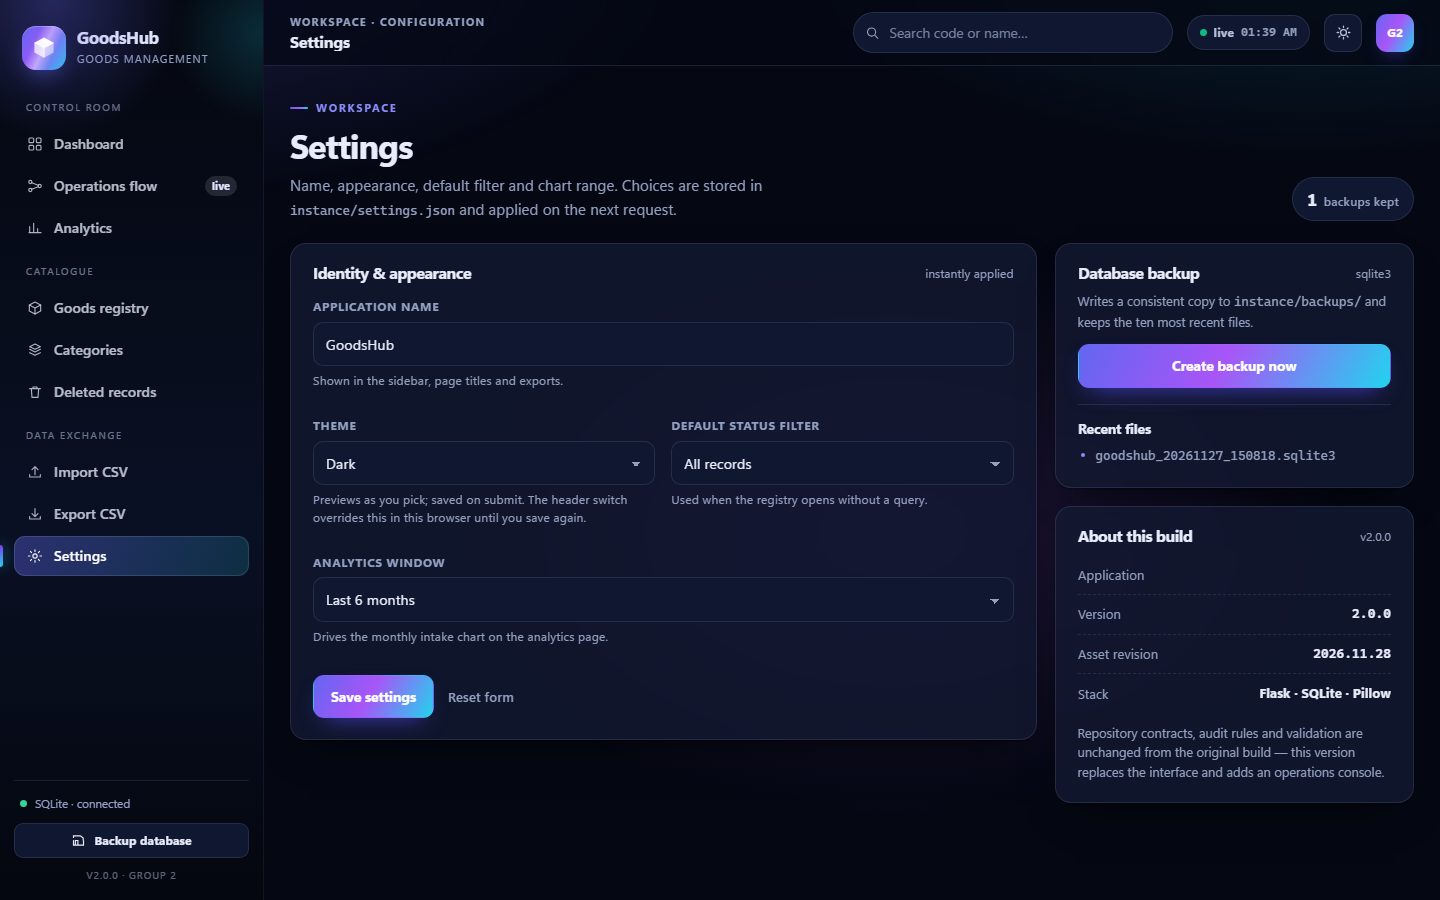 GoodsHub
GOODS MANAGEMENT
CONTROL ROOM
Dashboard
Operations flow
live
Analytics
CATALOGUE
Goods registry
Categories
Deleted records
DATA EXCHANGE
Import CSV
Export CSV
Settings
SQLite · connected
Backup database
V2.0.0 · GROUP 2
WORKSPACE · CONFIGURATION
Settings
Search code or name...
live 01:39 AM
G2
WORKSPACE
Settings
Name, appearance, default filter and chart range. Choices are stored in
instance/settings.json and applied on the next request.
1 backups kept
Identity & appearance
instantly applied
APPLICATION NAME
GoodsHub
Shown in the sidebar, page titles and exports.
THEME
Dark
Previews as you pick; saved on submit. The header switch
overrides this in this browser until you save again.
DEFAULT STATUS FILTER
All records
Used when the registry opens without a query.
ANALYTICS WINDOW
Last 6 months
Drives the monthly intake chart on the analytics page.
Save settings
Reset form
Database backup
sqlite3
Writes a consistent copy to instance/backups/ and
keeps the ten most recent files.
Create backup now
Recent files
• goodshub_20261127_150818.sqlite3
About this build
v2.0.0
Application
Version 2.0.0
Asset revision 2026.11.28
Stack Flask · SQLite · Pillow
Repository contracts, audit rules and validation are
unchanged from the original build — this version
replaces the interface and adds an operations console.